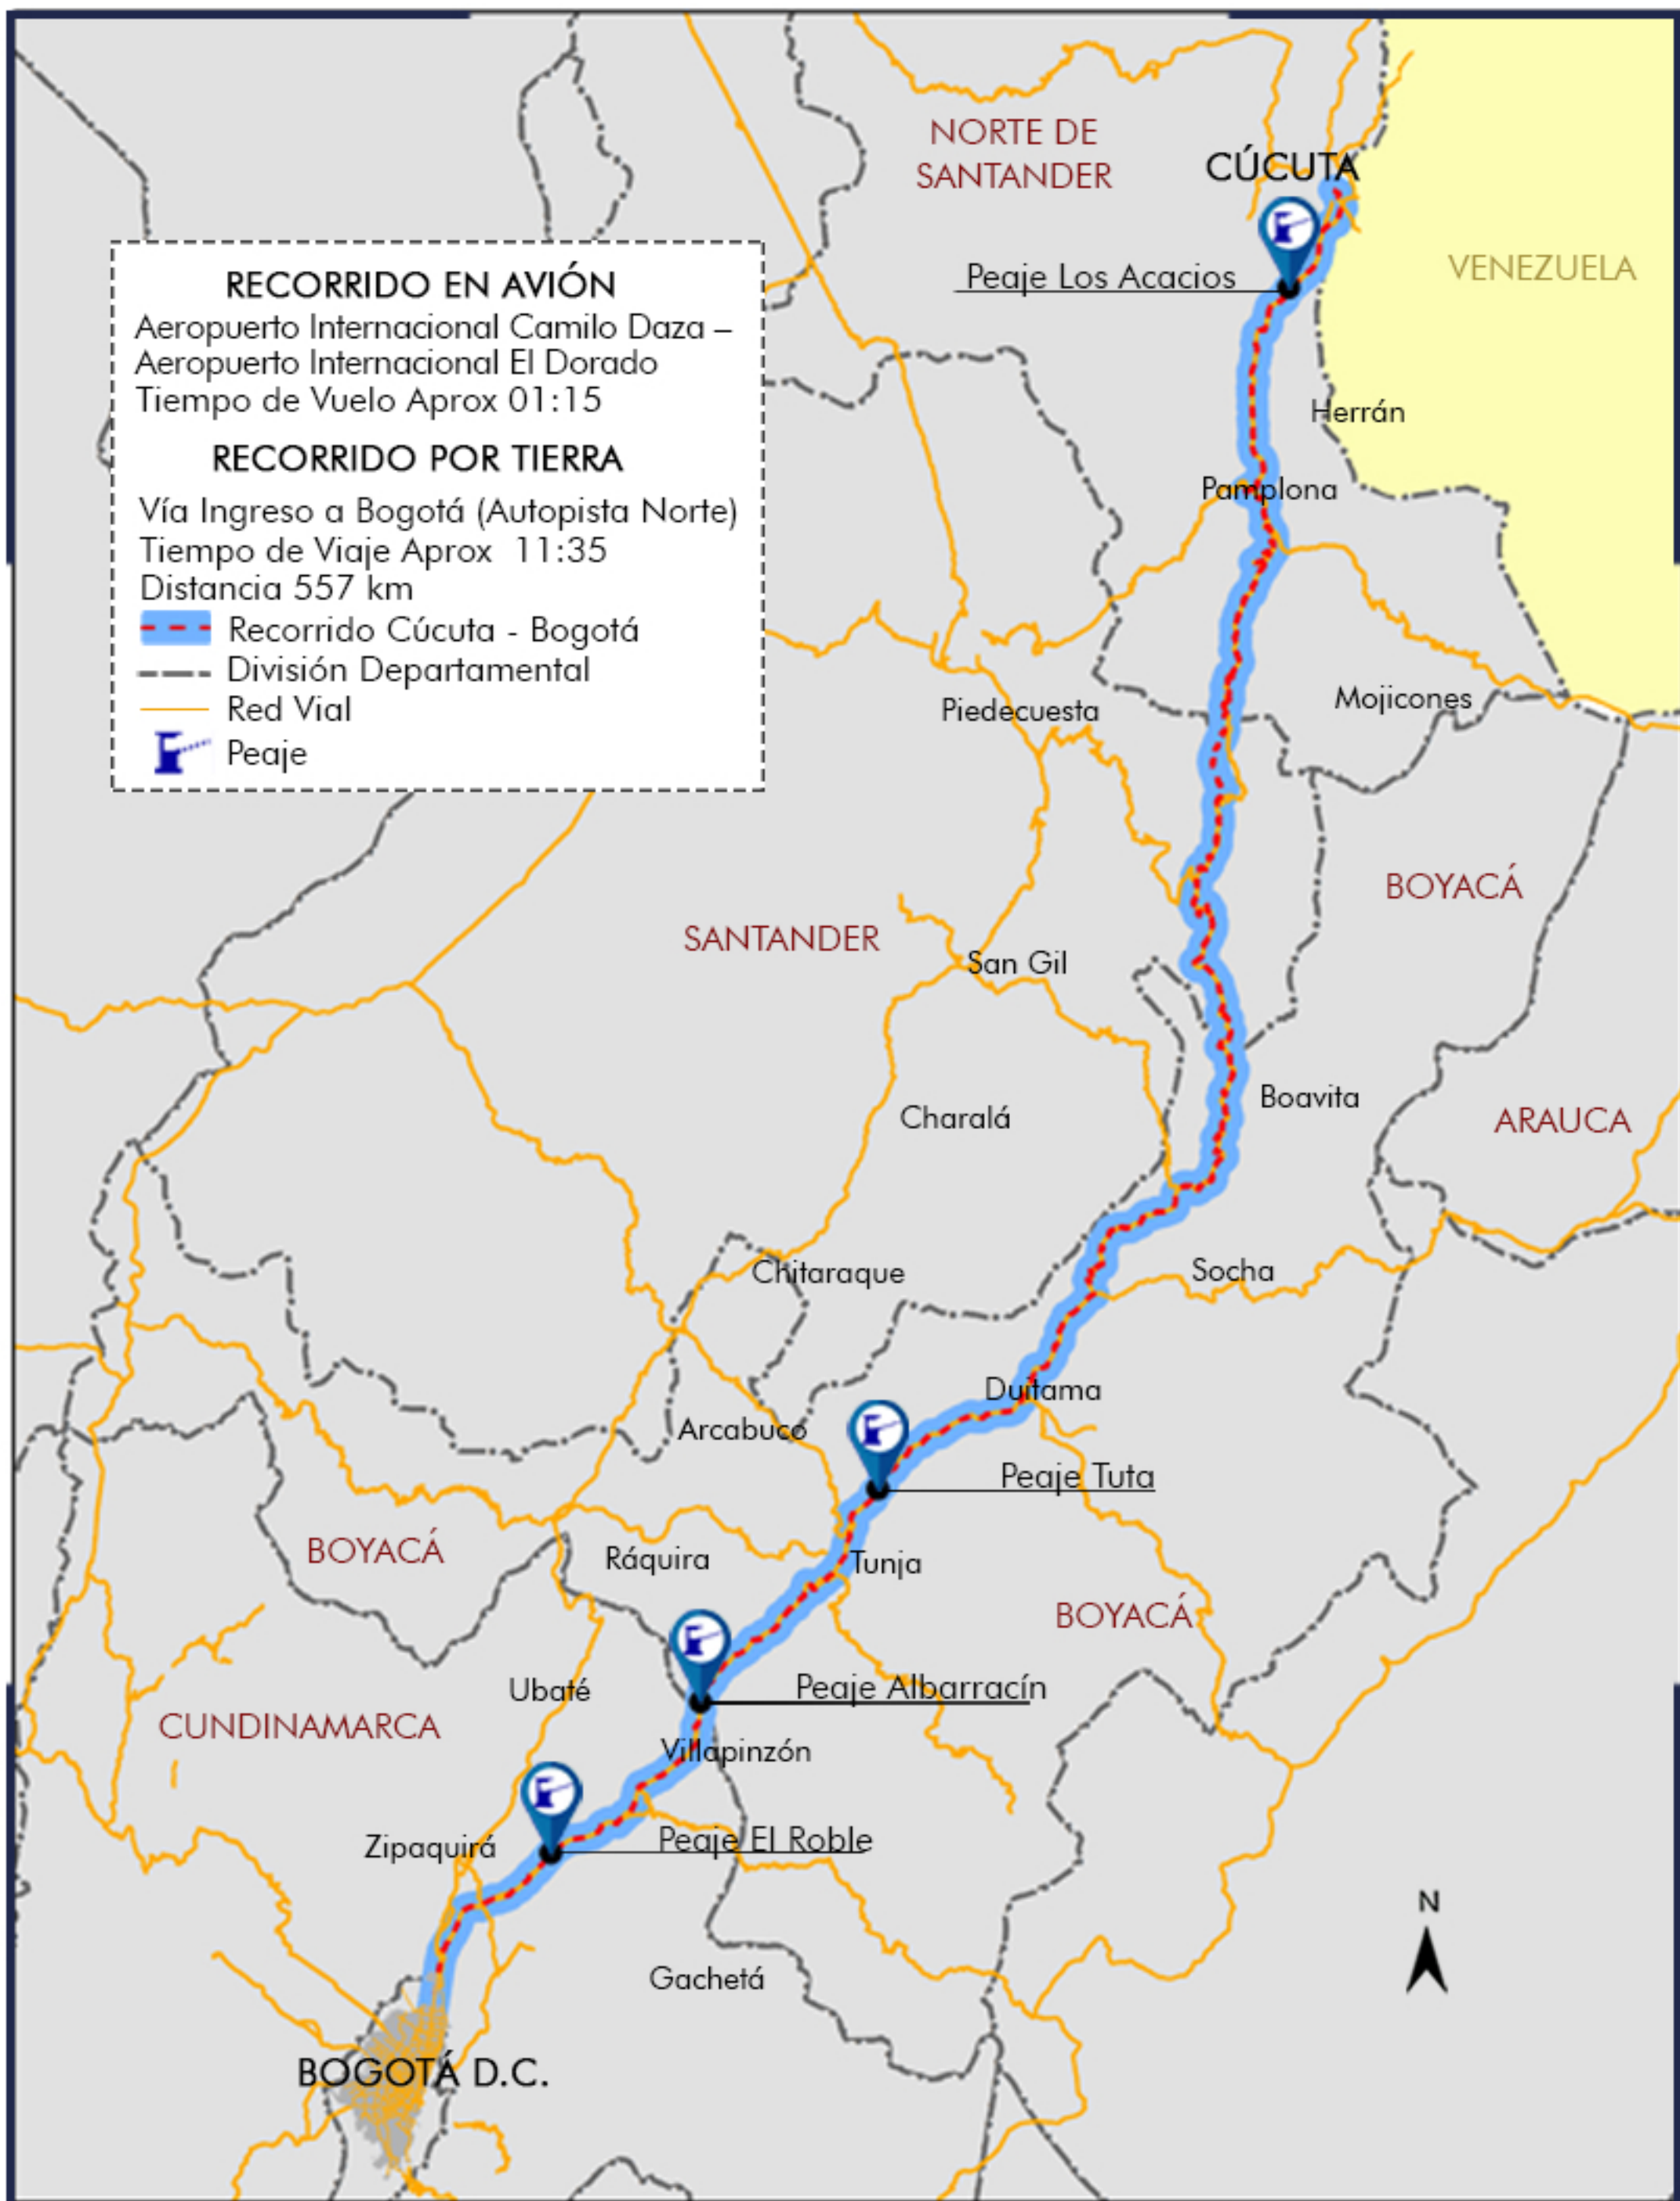 NORTE DE
SANTANDER
CÚCUTA
VENEZUELA
Peaje Los Acacios
RECORRIDO EN AVIÓN
Aeropuerto Internacional Camilo Daza –
Aeropuerto Internacional El Dorado
Tiempo de Vuelo Aprox 01:15
RECORRIDO POR TIERRA
Vía Ingreso a Bogotá (Autopista Norte)
Tiempo de Viaje Aprox 11:35
Distancia 557 km
Recorrido Cúcuta - Bogotá
División Departamental
Red Vial
Peaje
Herrán
Pamplona
Mojicones
Piedecuesta
BOYACÁ
SANTANDER
San Gil
Boavita
Charalá
ARAUCA
Chitaraque
Socha
Duitama
Arcabuco
Peaje Tuta
BOYACÁ
Ráquira
Tunja
BOYACÁ
Ubaté
Peaje Albarracín
CUNDINAMARCA
Villapinzón
Zipaquirá
Peaje El Roble
N
Gachetá
BOGOTÁ D.C.